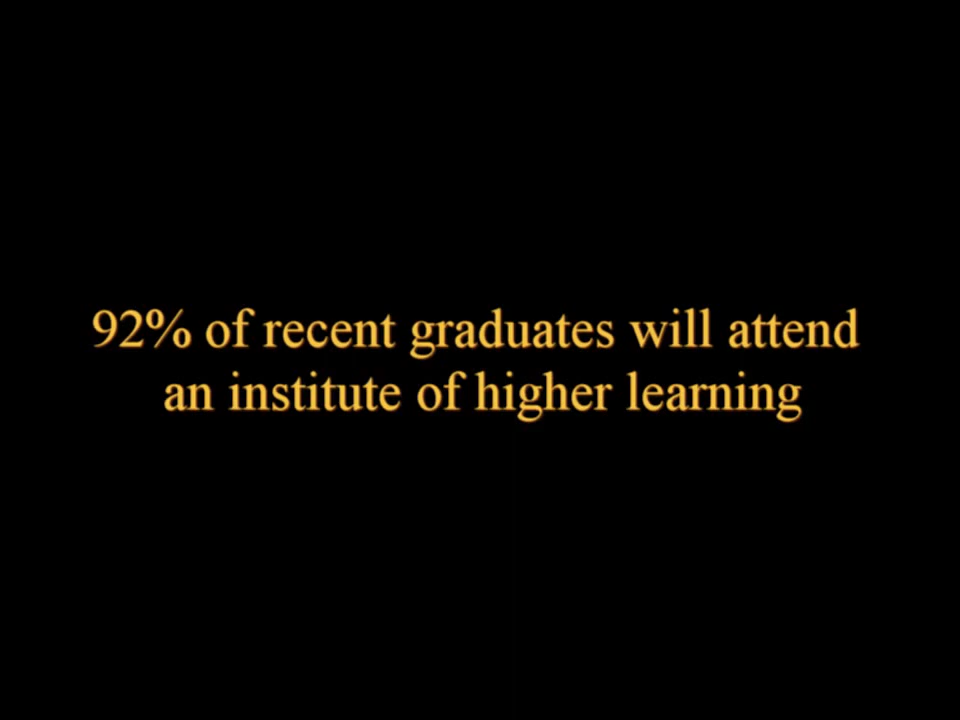 92% of recent graduates will attend
an institute of higher learning